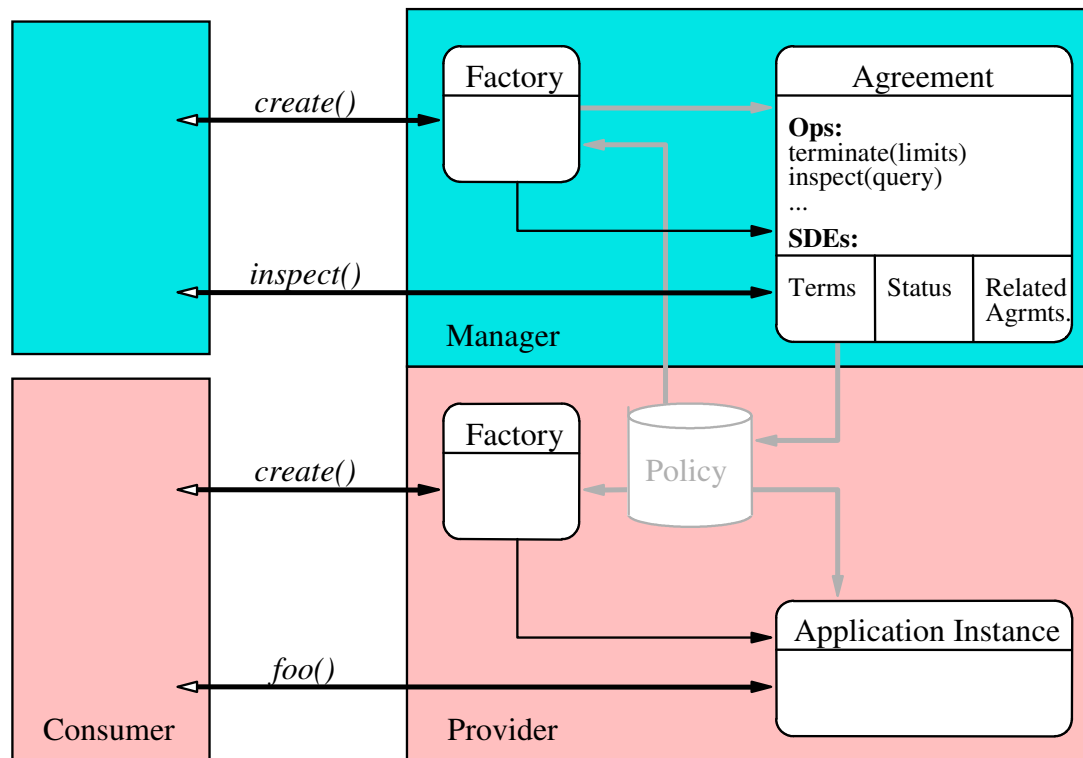 Factory
Agreement
create()
Ops:
terminate(limits)
inspect(query)
...
SDEs:
inspect()
Terms
Status
Related
Agrmts.
Manager
Factory
create()
Policy
Application Instance
foo()
Consumer
Provider